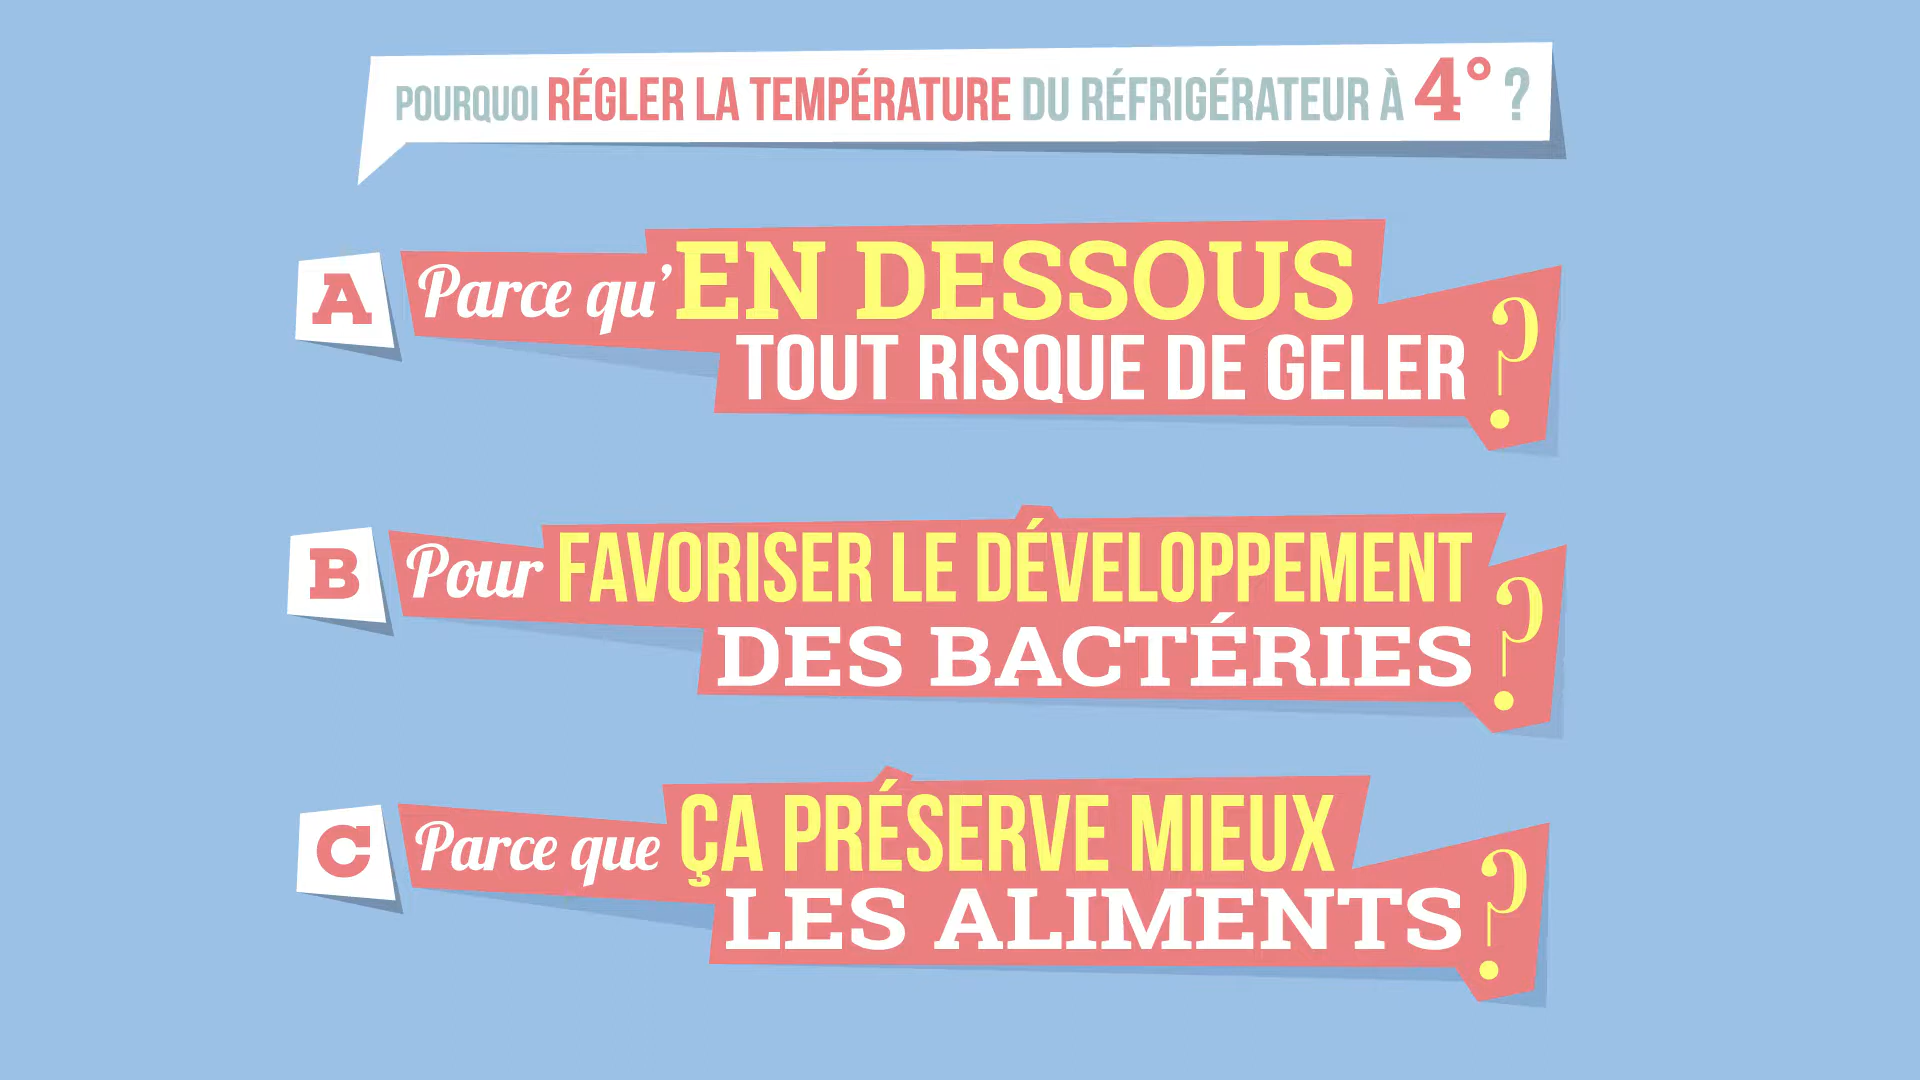 POURQUOI RÉGLER LA TEMPÉRATURE DU RÉFRIGÉRATEUR À 4° ?
A Parce qu'EN DESSOUS
TOUT RISQUE DE GELER ?
B Pour FAVORISER LE DÉVELOPPEMENT
DES BACTÉRIES ?
C Parce que ÇA PRÉSERVE MIEUX
LES ALIMENTS ?